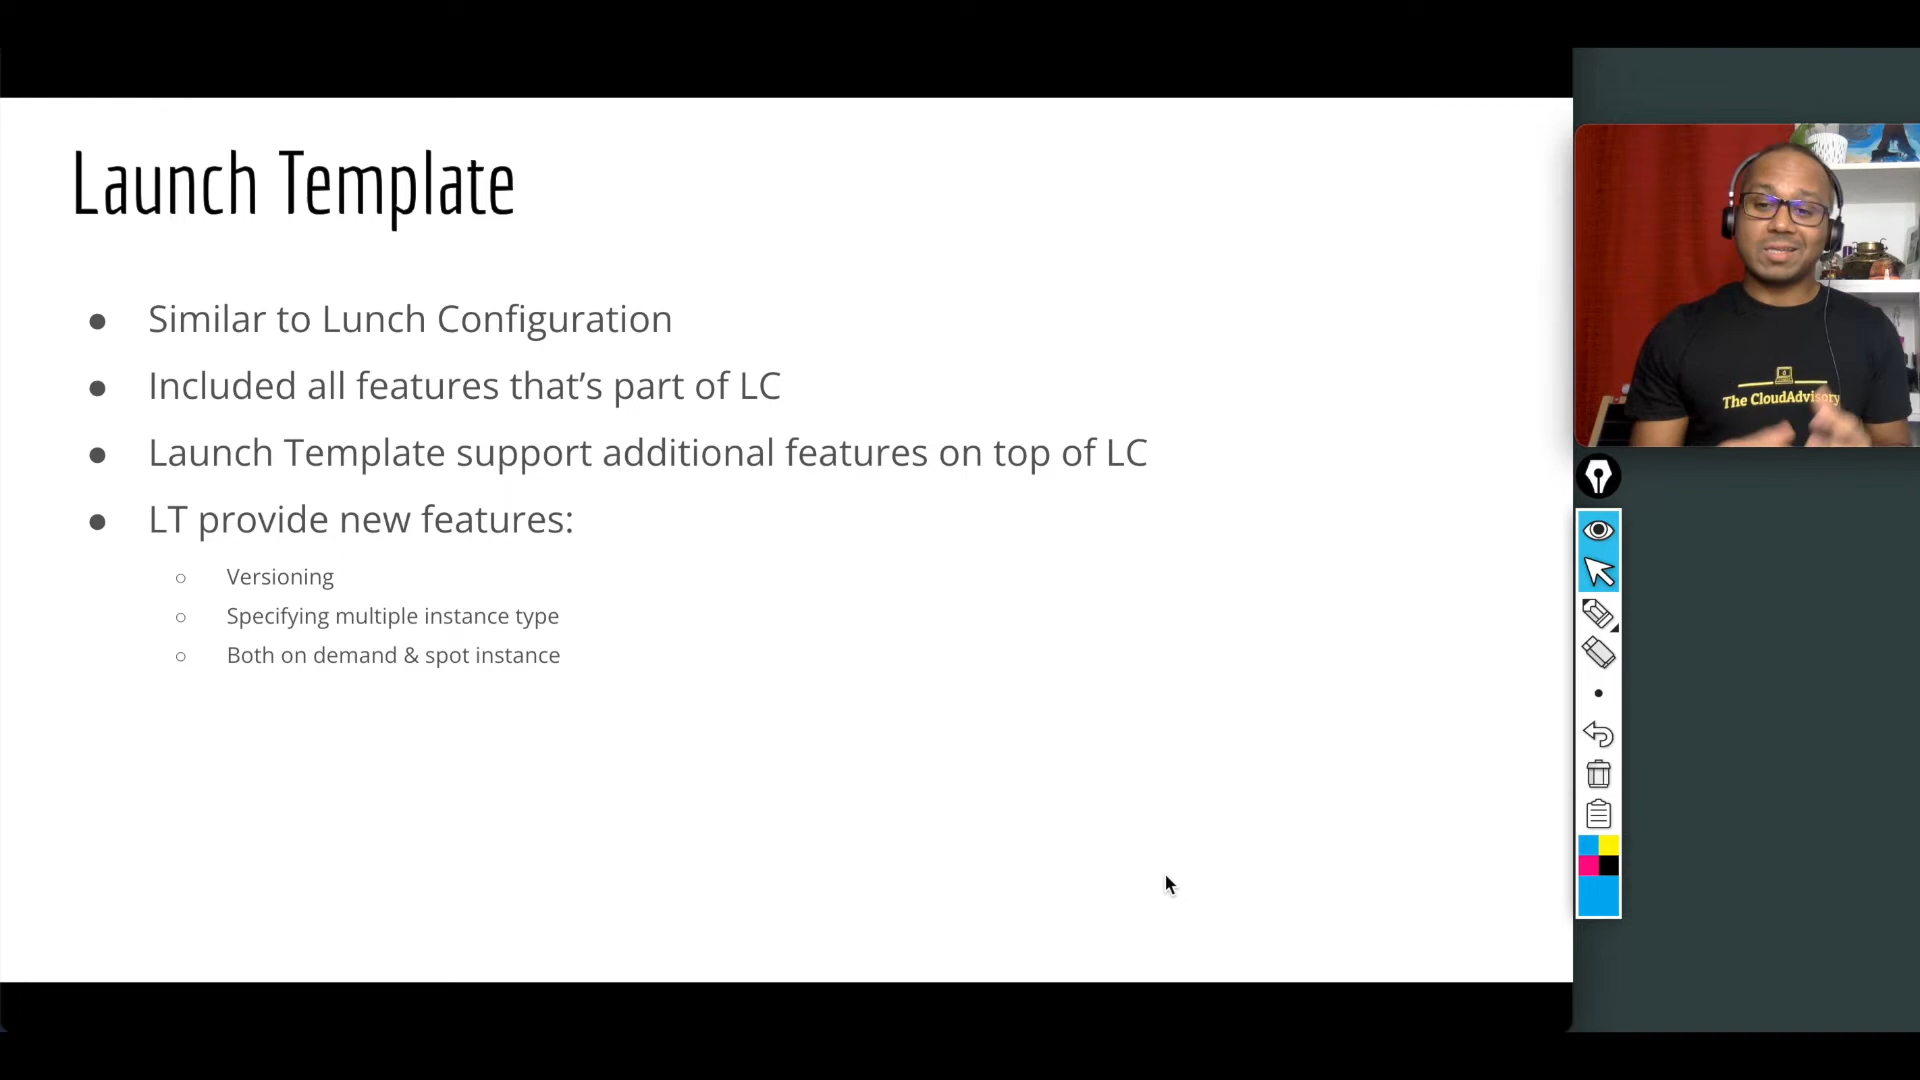 Launch Template
● Similar to Lunch Configuration
● Included all features that’s part of LC
● Launch Template support additional features on top of LC
● LT provide new features:
○ Versioning
○ Specifying multiple instance type
○ Both on demand & spot instance
The CloudAdvisory